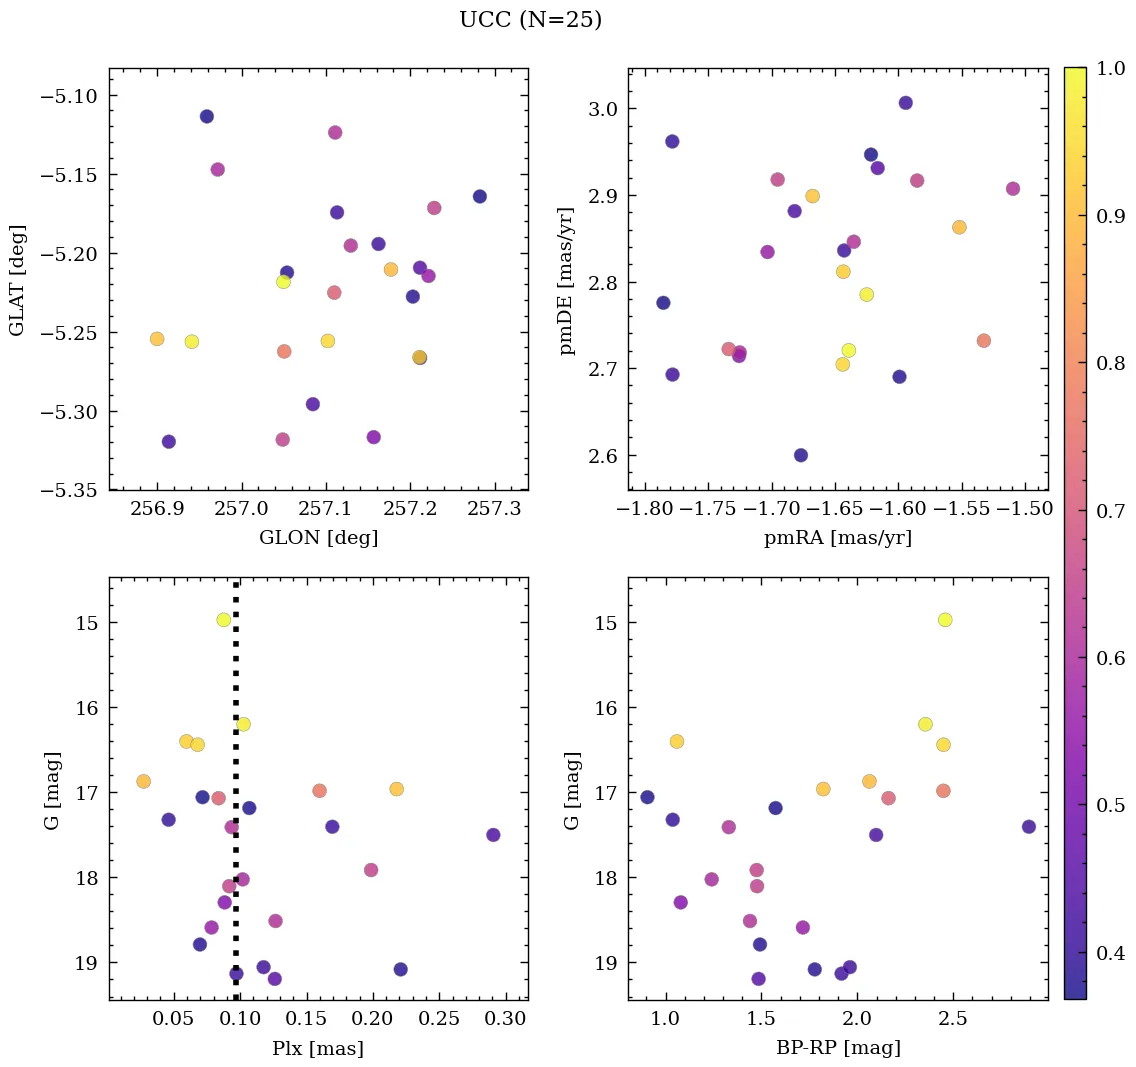 UCC (N=25)
−5.10
−5.15
−5.20
−5.25
−5.30
−5.35
GLAT [deg]
256.9 257.0 257.1 257.2 257.3
GLON [deg]
3.0
2.9
2.8
2.7
2.6
pmDE [mas/yr]
−1.80 −1.75 −1.70 −1.65 −1.60 −1.55 −1.50
pmRA [mas/yr]
15
16
17
18
19
G [mag]
0.05 0.10 0.15 0.20 0.25 0.30
Plx [mas]
15
16
17
18
19
G [mag]
1.0 1.5 2.0 2.5
BP-RP [mag]
1.0
0.9
0.8
0.7
0.6
0.5
0.4